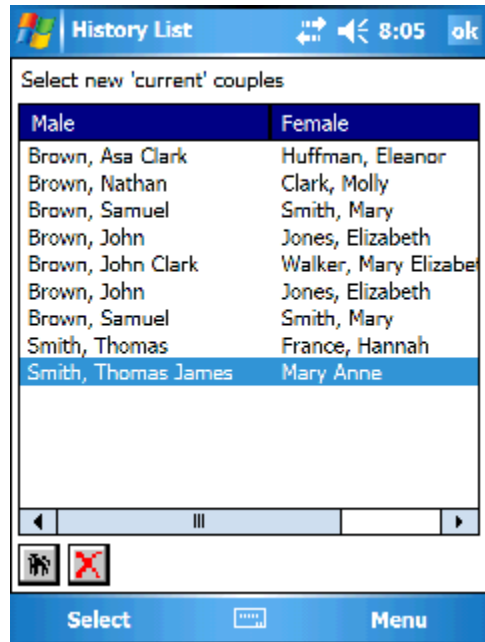 History List 8:05 ok
Select new 'current' couples
Male Female
Brown, Asa Clark Huffman, Eleanor
Brown, Nathan Clark, Molly
Brown, Samuel Smith, Mary
Brown, John Jones, Elizabeth
Brown, John Clark Walker, Mary Elizabet
Brown, John Jones, Elizabeth
Brown, Samuel Smith, Mary
Smith, Thomas France, Hannah
Smith, Thomas James Mary Anne
Select Menu